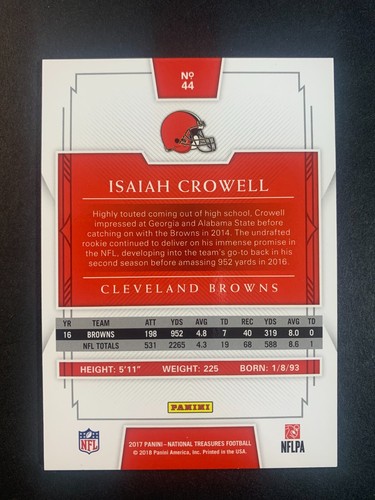 Nº
44
ISAIAH CROWELL
Highly touted coming out of high school, Crowell
impressed at Georgia and Alabama State before
catching on with the Browns in 2014. The undrafted
rookie continued to deliver on his immense promise in
the NFL, developing into the team's go-to back in his
second season before amassing 952 yards in 2016.
CLEVELAND BROWNS
YR TEAM ATT YDS AVG TD REC YDS AVG TD
16 BROWNS 198 952 4.8 7 40 319 8.0 0
NFL TOTALS 531 2265 4.3 19 68 588 8.6 1
HEIGHT: 5'11" WEIGHT: 225 BORN: 1/8/93
PANINI
NFL
2017 PANINI—NATIONAL TREASURES FOOTBALL
© 2018 Panini America, Inc. Printed in the USA.
NFLPA